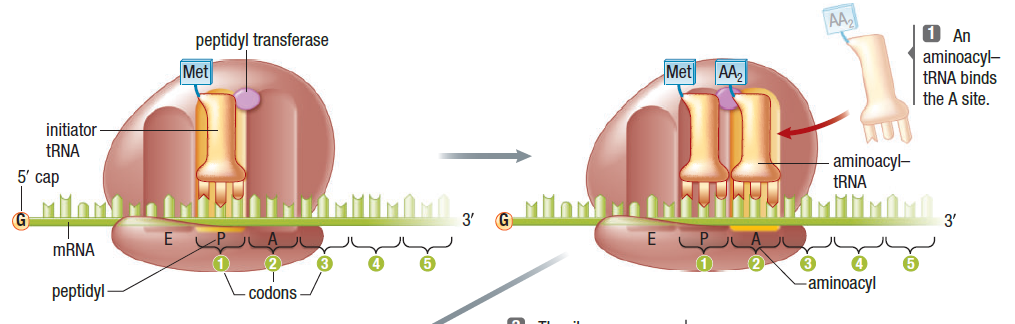 peptidyl transferase
Met
initiator
tRNA
5′ cap
G
mRNA
3′
E P A
1 2 3 4 5
peptidyl
codons
Met AA2
AA2
1 An
aminoacyl–
tRNA binds
the A site.
aminoacyl–
tRNA
G
3′
E P A
1 2 3 4 5
aminoacyl